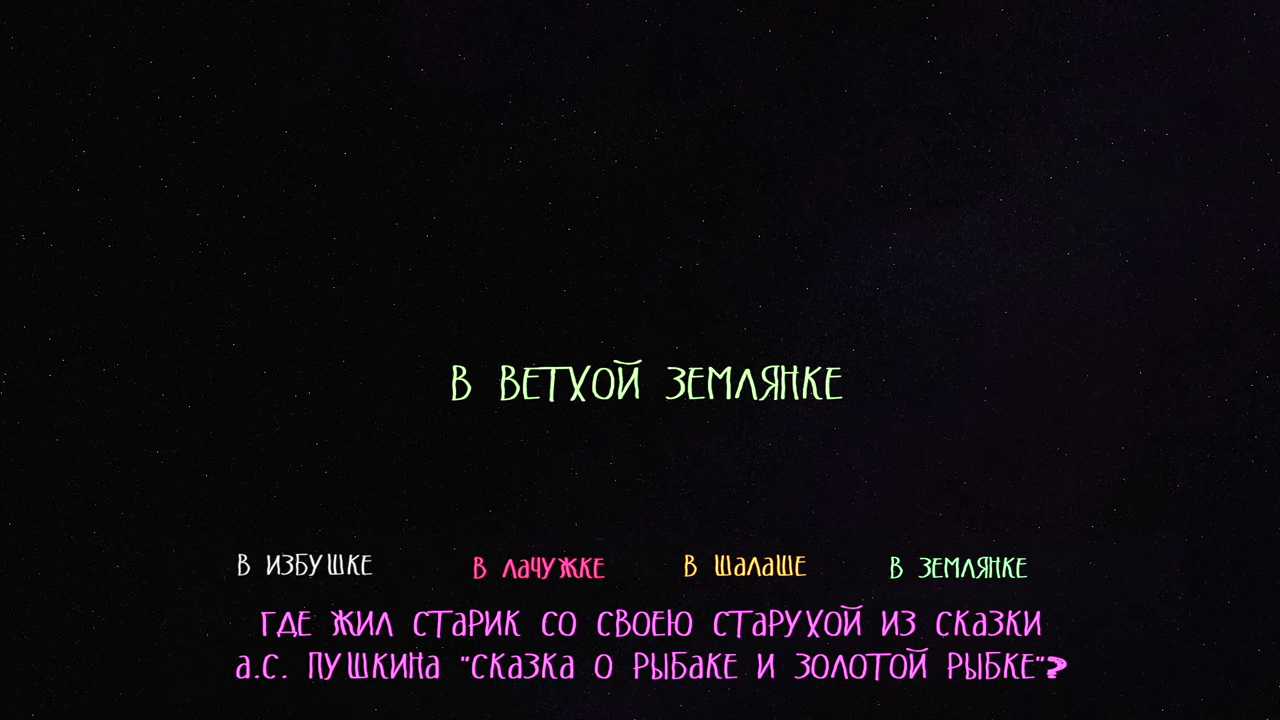 В ВЕТХОЙ ЗЕМЛЯНКЕ
В ИЗБУШКЕ В ЛаЧУЖКЕ В ШаЛаШЕ В ЗЕМЛЯНКЕ
ГДЕ ЖИЛ СТаРИК СО СВОЕЮ СТаРУХОЙ ИЗ СКаЗКИ
а.С. ПУШКИНа "СКаЗКа О РЫБаКЕ И ЗОЛОТОЙ РЫБКЕ"?